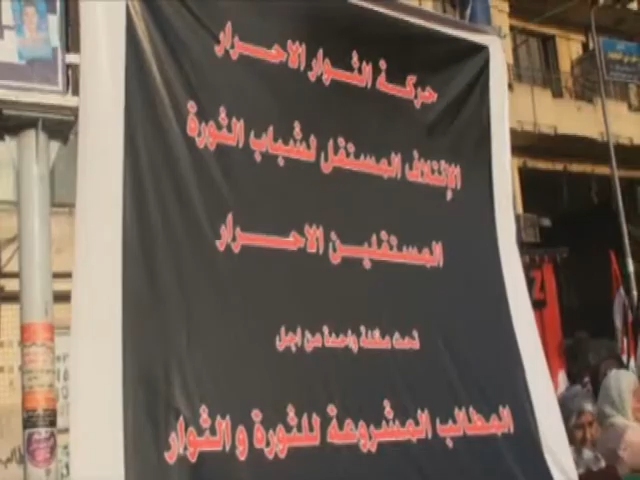 حركة الثوار الاحرار
الإئتلاف المستقل لشباب الثورة
المستقلين الاحرار
تحت مظلة واحدة من اجل
المطالب المشروعة للثورة و الثوار